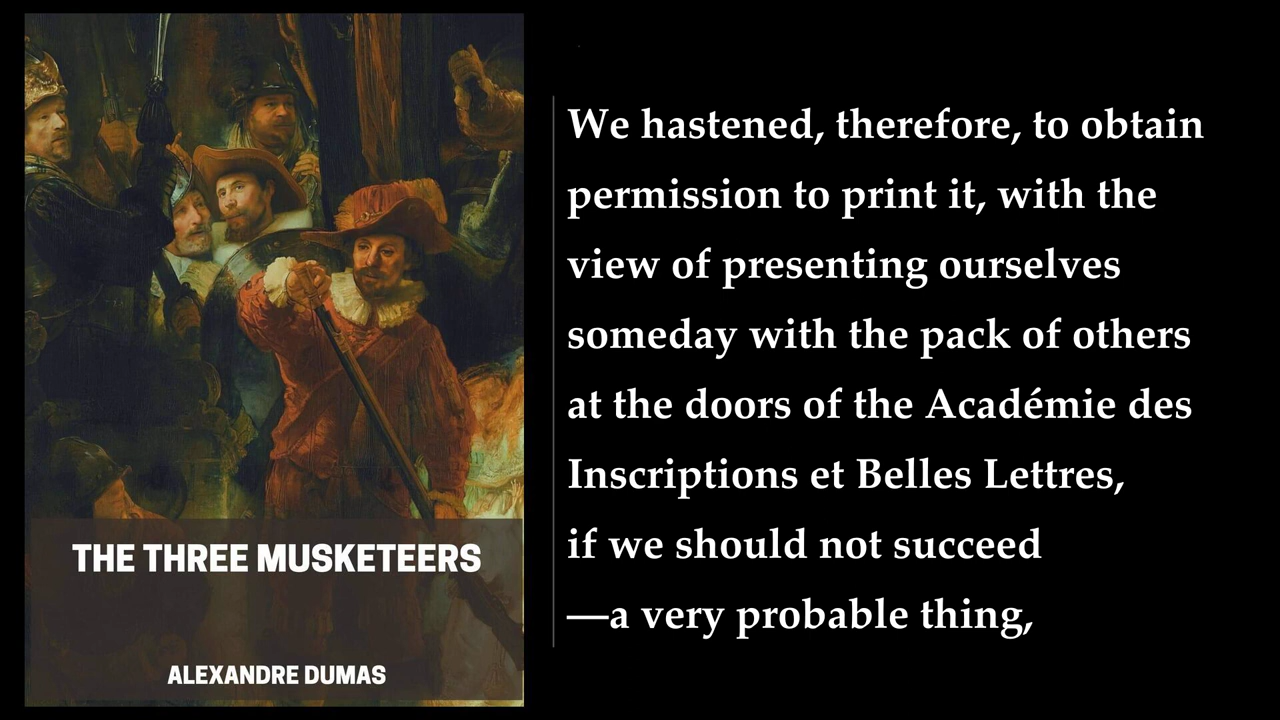 THE THREE MUSKETEERS
ALEXANDRE DUMAS
We hastened, therefore, to obtain
permission to print it, with the
view of presenting ourselves
someday with the pack of others
at the doors of the Académie des
Inscriptions et Belles Lettres,
if we should not succeed
—a very probable thing,